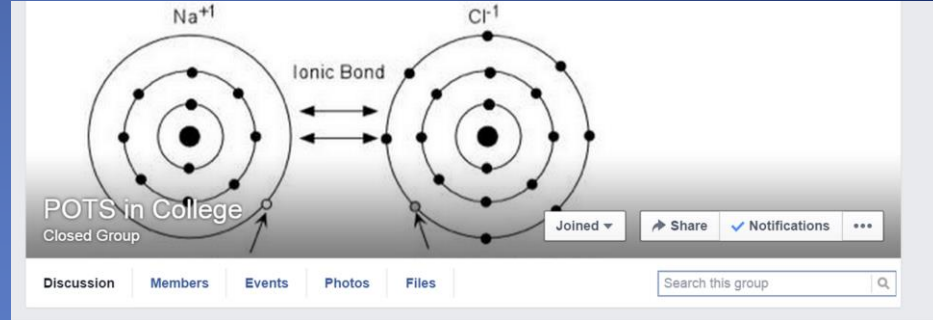 Na+1 Cl-1
Ionic Bond
POTS in College
Closed Group
Joined Share Notifications
Discussion Members Events Photos Files Search this group